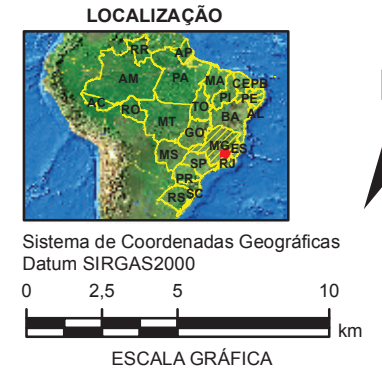 LOCALIZAÇÃO
RR AP
AM PA MA CE PB
PI PE
AC RO TO AL
MT BA
GO
MS MG ES
SP RJ
PR
SC
RS
Sistema de Coordenadas Geográficas
Datum SIRGAS2000
0 2,5 5 10
km
ESCALA GRÁFICA